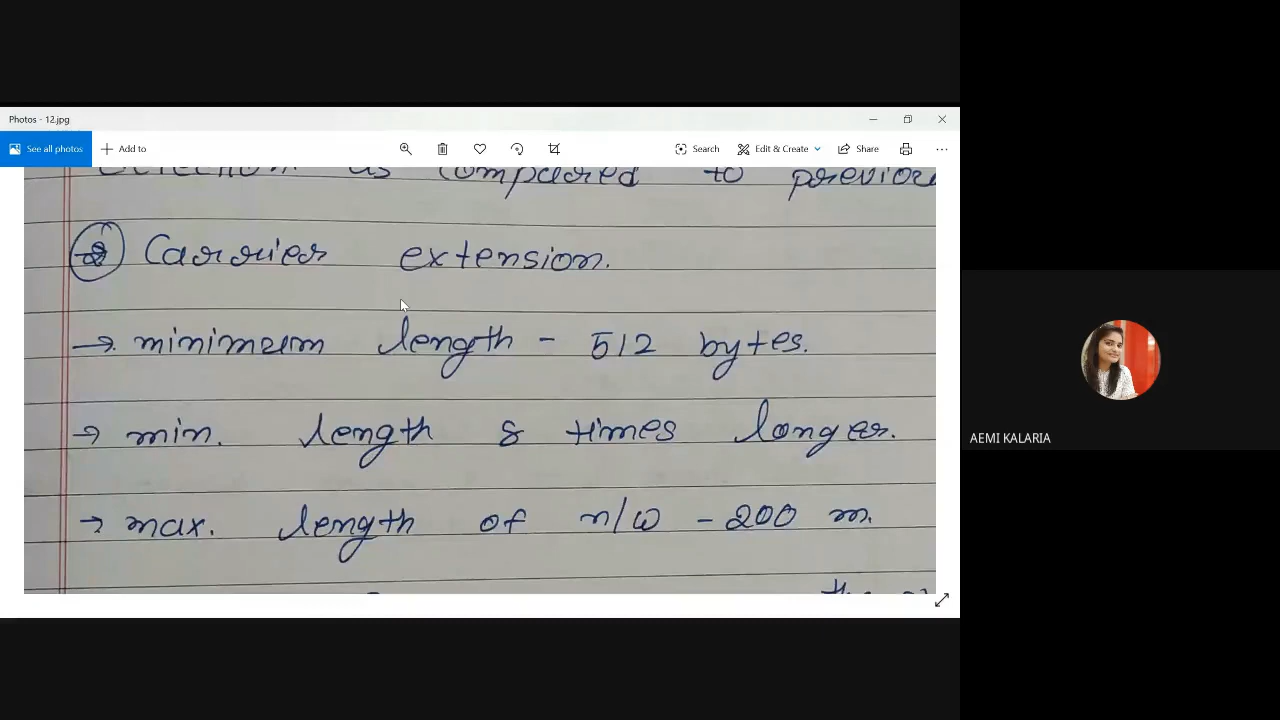 Photos - 12.jpg
See all photos
Add to
Search
Edit & Create
Share
as compared to
Carrier extension.
→ minimum length - 512 bytes.
→ min. length 8 times longer.
→ max. length of n/w - 200 m.
AEMI KALARIA